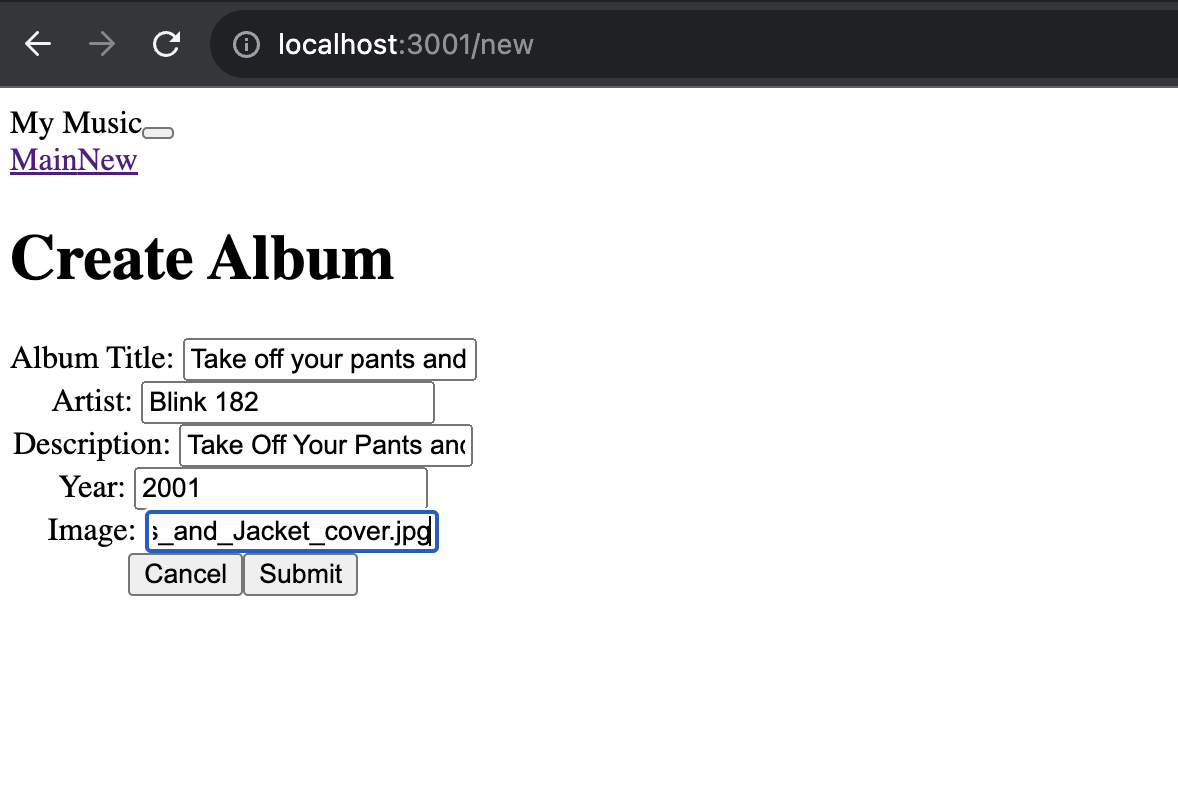 localhost:3001/new
My Music
MainNew
Create Album
Album Title: Take off your pants and
Artist: Blink 182
Description: Take Off Your Pants and
Year: 2001
Image: s_and_Jacket_cover.jpg
Cancel Submit